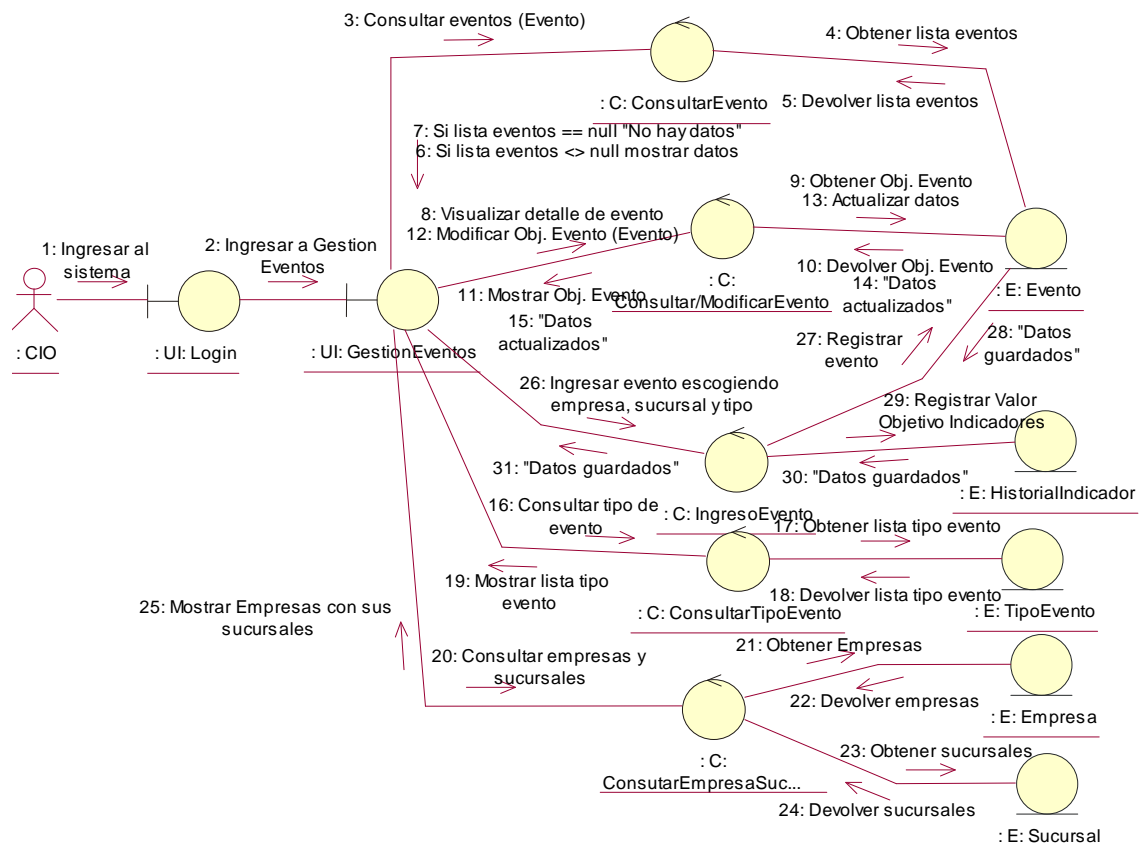 3: Consultar eventos (Evento)
4: Obtener lista eventos
: C: ConsultarEvento
5: Devolver lista eventos
7: Si lista eventos == null "No hay datos"
6: Si lista eventos <> null mostrar datos
9: Obtener Obj. Evento
13: Actualizar datos
8: Visualizar detalle de evento
12: Modificar Obj. Evento (Evento)
1: Ingresar al
sistema
2: Ingresar a Gestion
Eventos
10: Devolver Obj. Evento
14: "Datos
actualizados"
: C:
Consultar/ModificarEvento
11: Mostrar Obj. Evento
15: "Datos
actualizados"
: E: Evento
: CIO
: UI: Login
: UI: GestionEventos
27: Registrar
evento
28: "Datos
guardados"
26: Ingresar evento escogiendo
empresa, sucursal y tipo
29: Registrar Valor
Objetivo Indicadores
31: "Datos guardados"
30: "Datos guardados"
: E: HistorialIndicador
16: Consultar tipo de
evento
: C: IngresoEvento
17: Obtener lista tipo evento
19: Mostrar lista tipo
evento
18: Devolver lista tipo evento
: C: ConsultarTipoEvento
: E: TipoEvento
25: Mostrar Empresas con sus
sucursales
20: Consultar empresas y
sucursales
21: Obtener Empresas
22: Devolver empresas
: E: Empresa
23: Obtener sucursales
: C:
ConsutarEmpresaSuc...
24: Devolver sucursales
: E: Sucursal